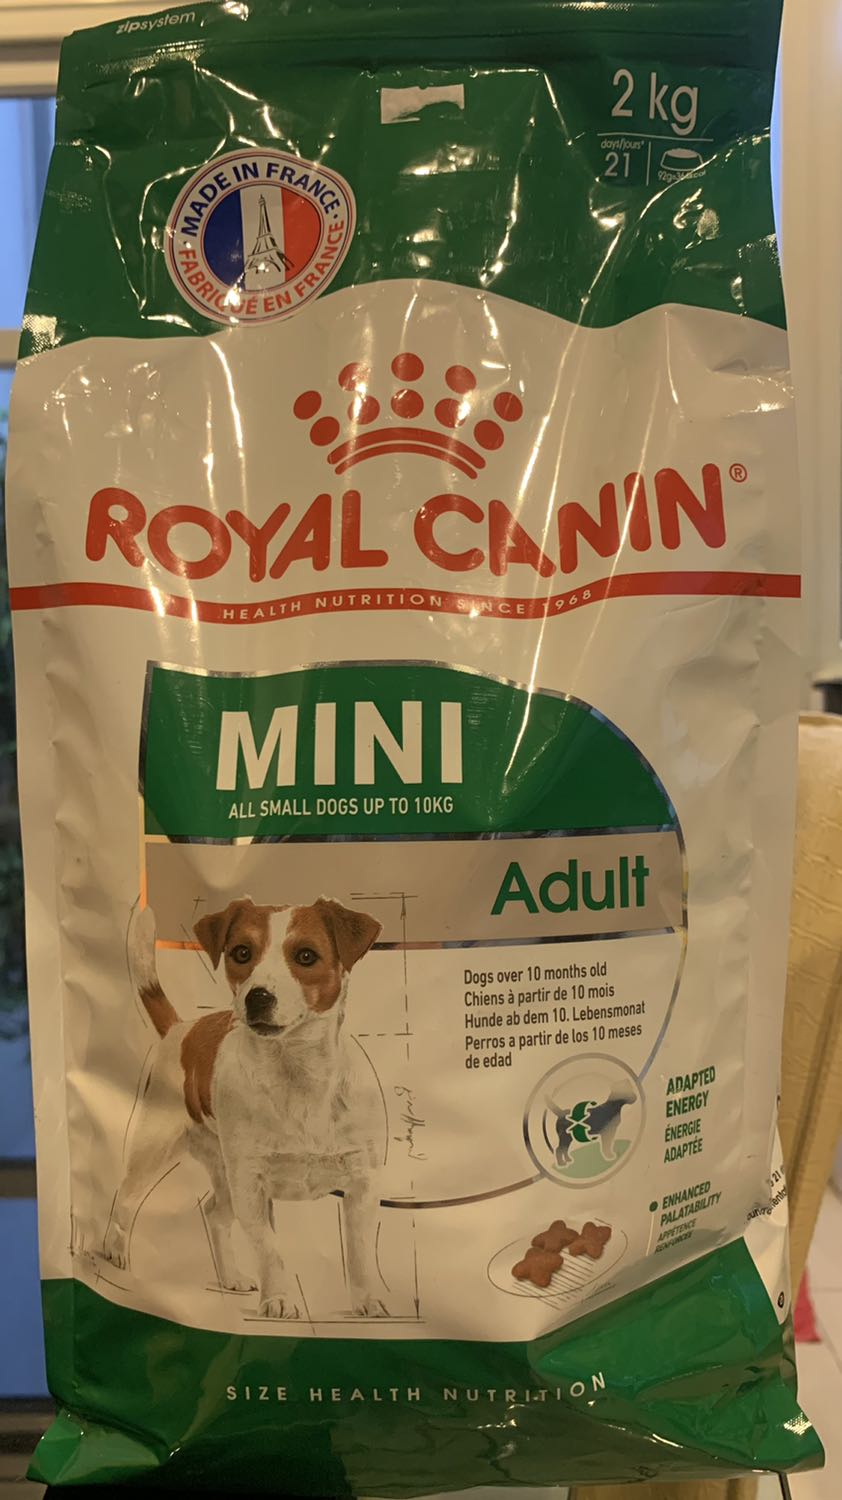 zipsystem
2 kg
days/jours*
21
MADE IN FRANCE
FABRIQUÉ EN FRANCE
ROYAL CANIN®
HEALTH NUTRITION SINCE 1968
MINI
ALL SMALL DOGS UP TO 10KG
Adult
Dogs over 10 months old
Chiens à partir de 10 mois
Hunde ab dem 10. Lebensmonat
Perros a partir de los 10 meses
de edad
ADAPTED
ENERGY
ÉNERGIE
ADAPTÉE
ENHANCED
PALATABILITY
APPÉTENCE
RENFORCÉE
SIZE HEALTH NUTRITION